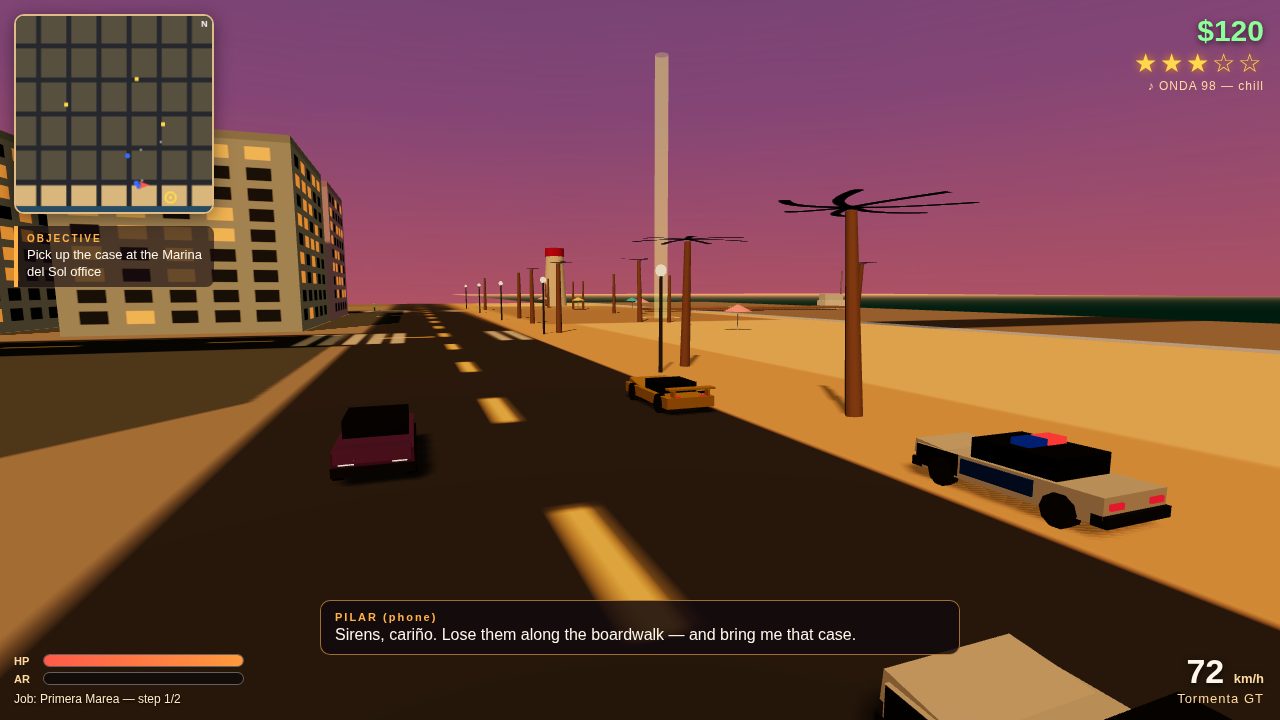 N
$120
★★★☆☆
♪ ONDA 98 — chill
OBJECTIVE
Pick up the case at the Marina
del Sol office
PILAR (phone)
Sirens, cariño. Lose them along the boardwalk — and bring me that case.
HP
AR
Job: Primera Marea — step 1/2
72 km/h
Tormenta GT